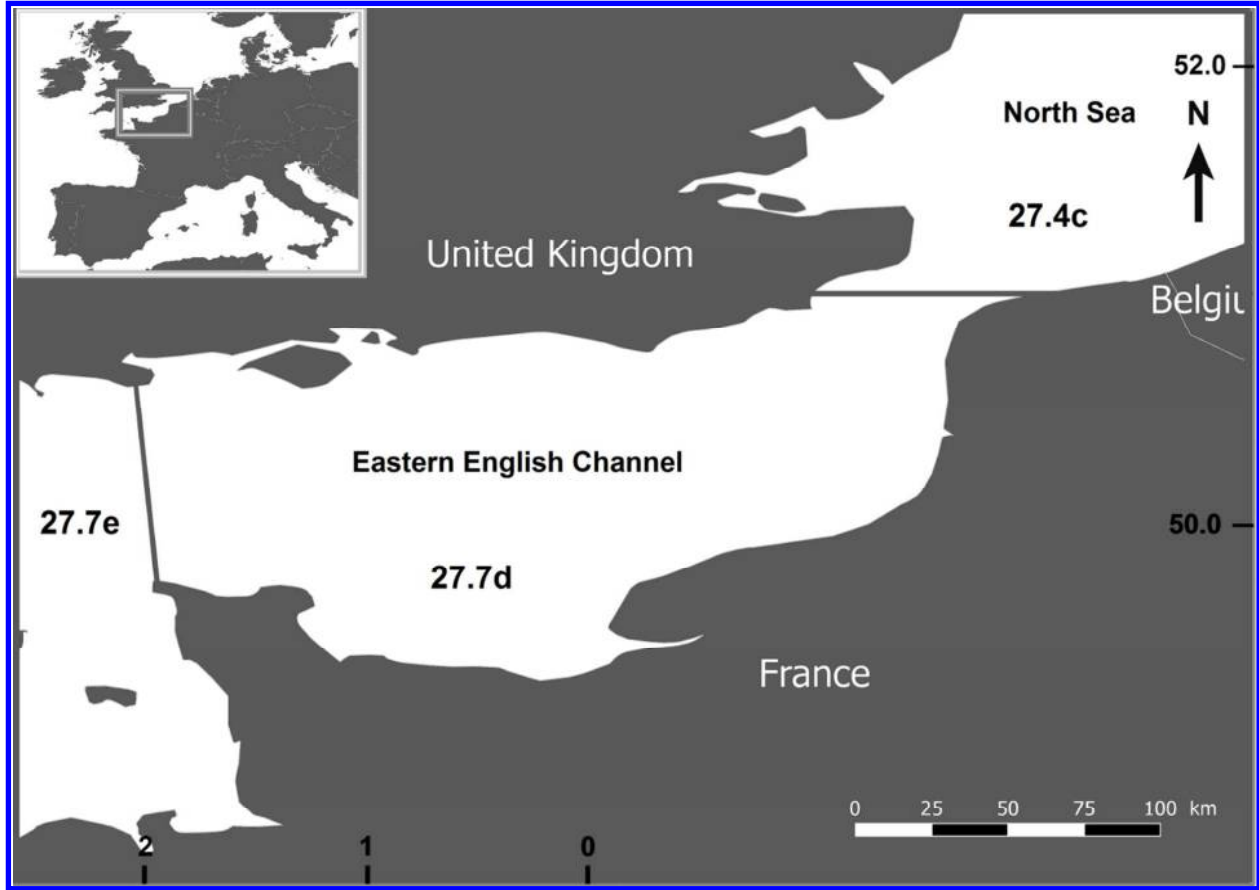 52.0
North Sea
N
27.4c
United Kingdom
Belgiu
Eastern English Channel
27.7e
50.0
27.7d
France
0 25 50 75 100 km
2 1 0